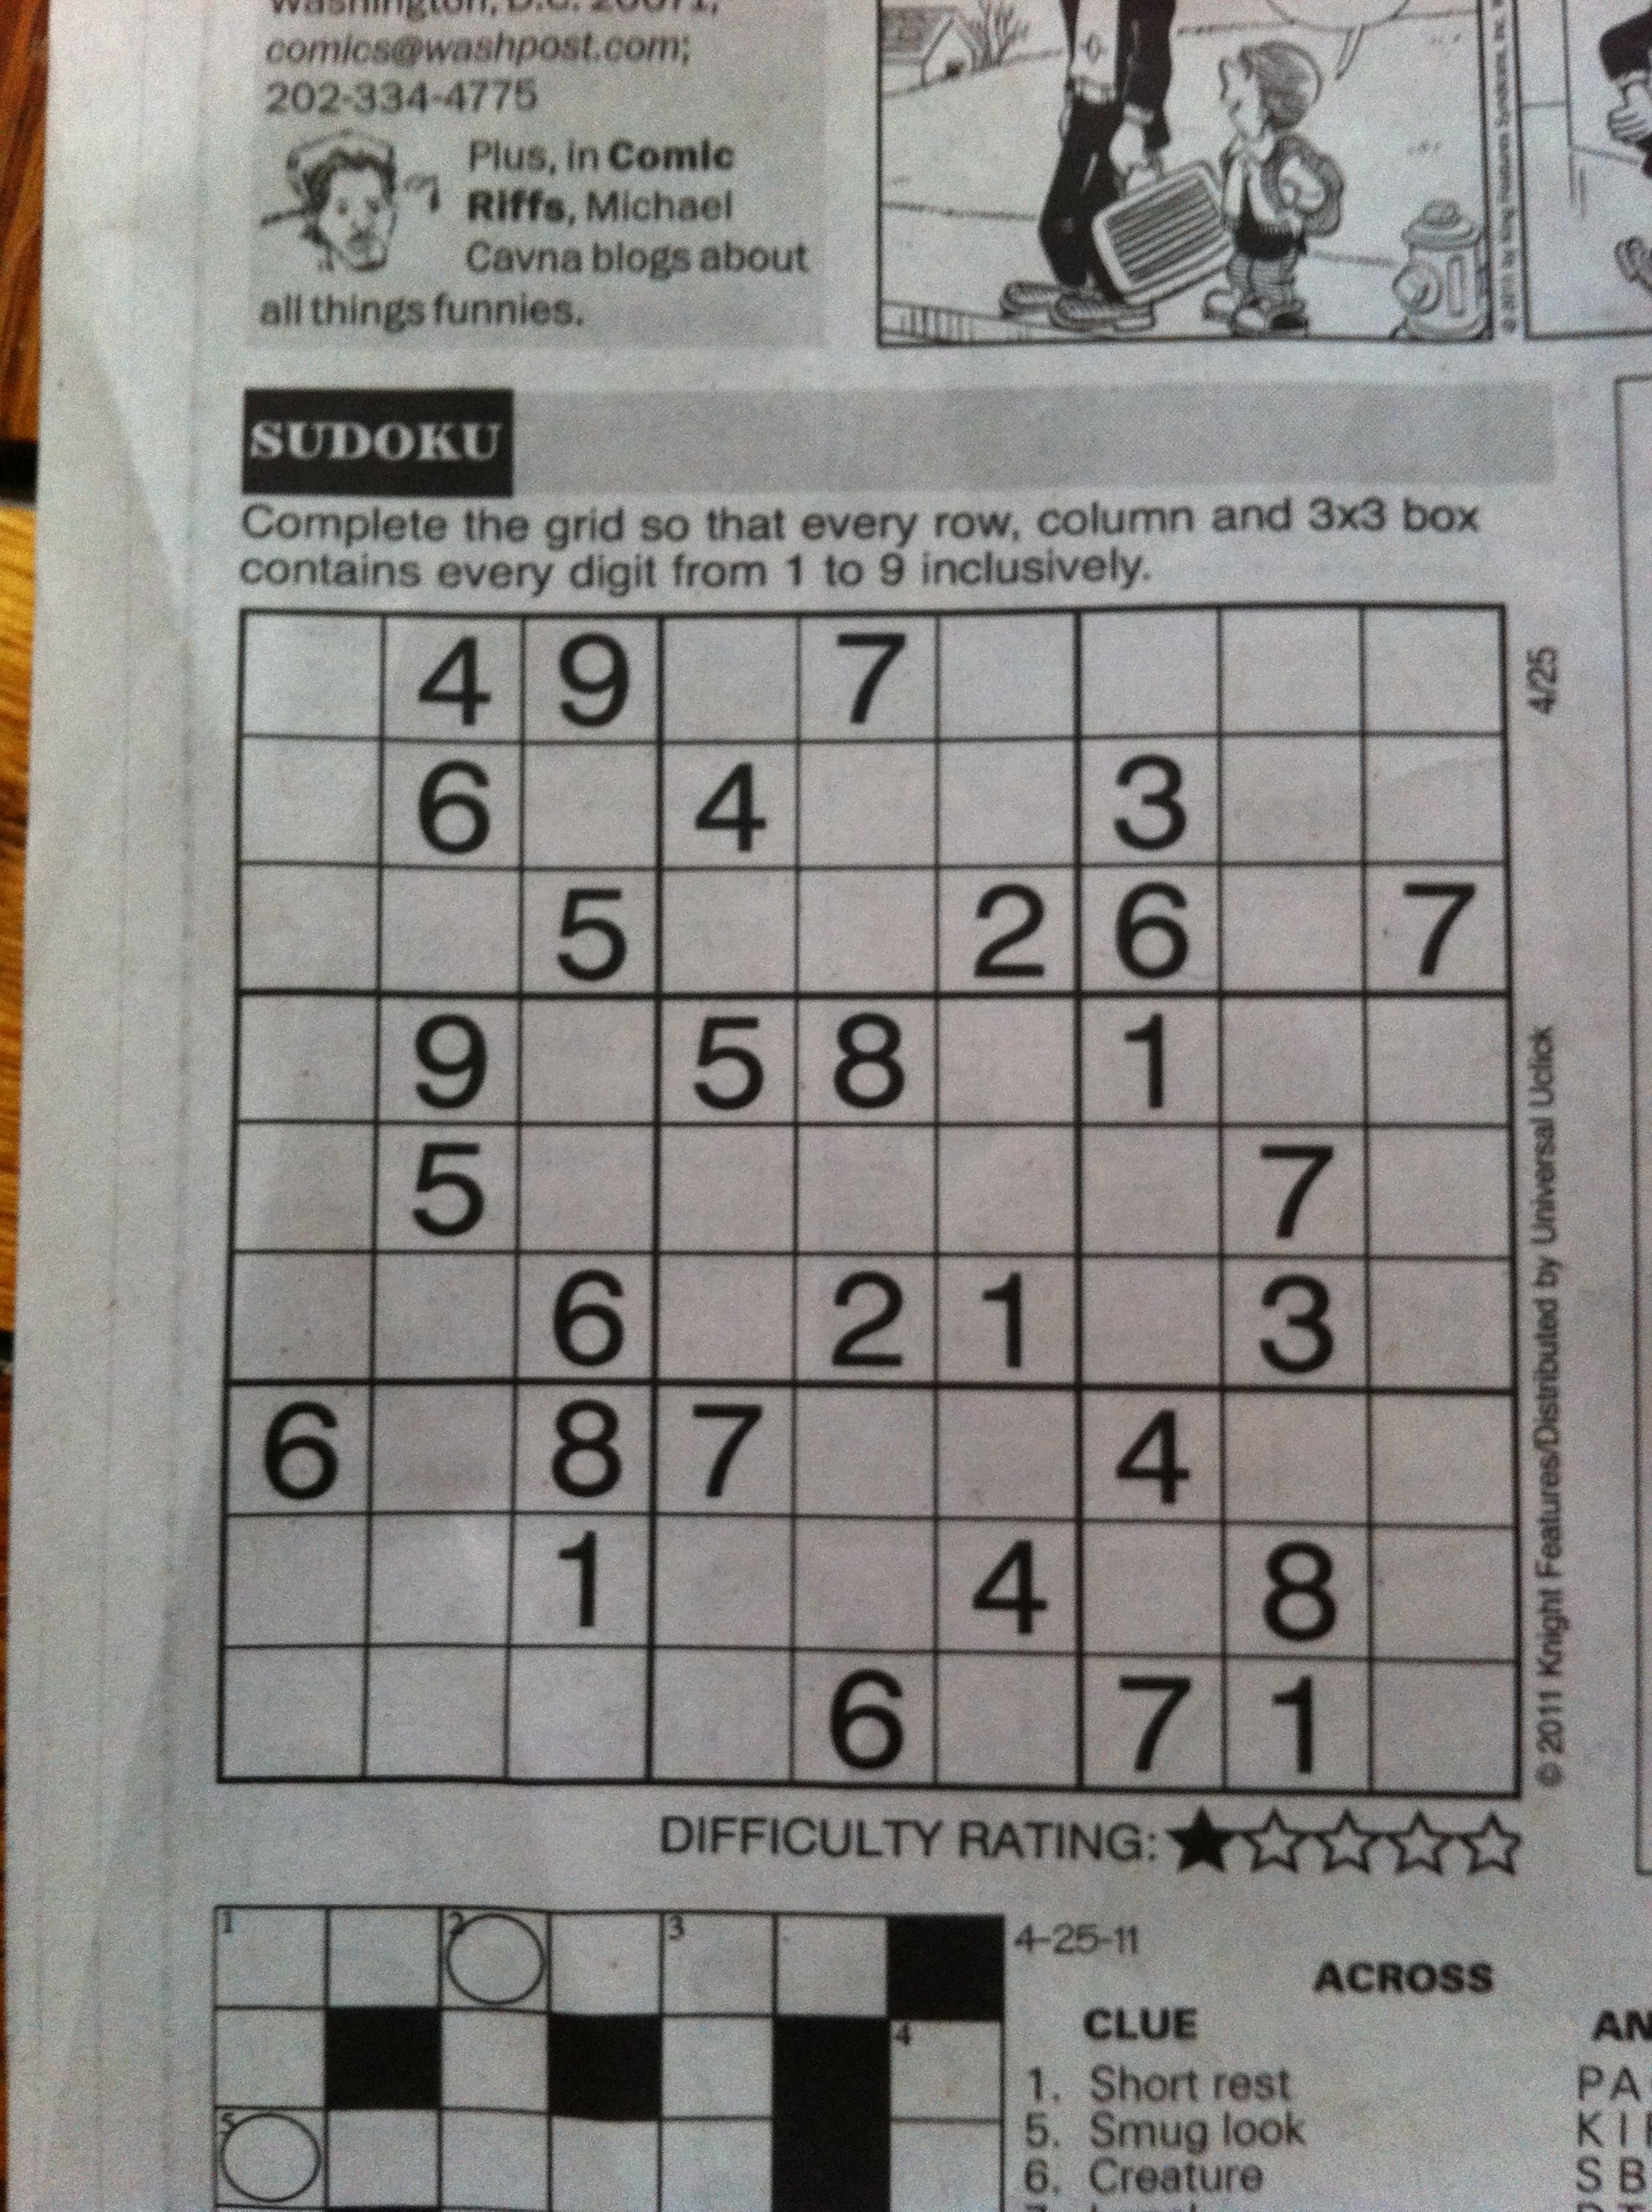 comics@washpost.com;
202-334-4775
Plus, in Comic
Riffs, Michael
Cavna blogs about
all things funnies.
SUDOKU
Complete the grid so that every row, column and 3x3 box
contains every digit from 1 to 9 inclusively.
4 9 7
6 4 3
5 2 6 7
9 5 8 1
5 7
6 2 1 3
6 8 7 4
1 4 8
6 7 1
4/25
© 2011 Knight Features/Distributed by Universal Uclick
DIFFICULTY RATING:
1 2 3
4
5
4-25-11
ACROSS
CLUE
1. Short rest
5. Smug look
6. Creature